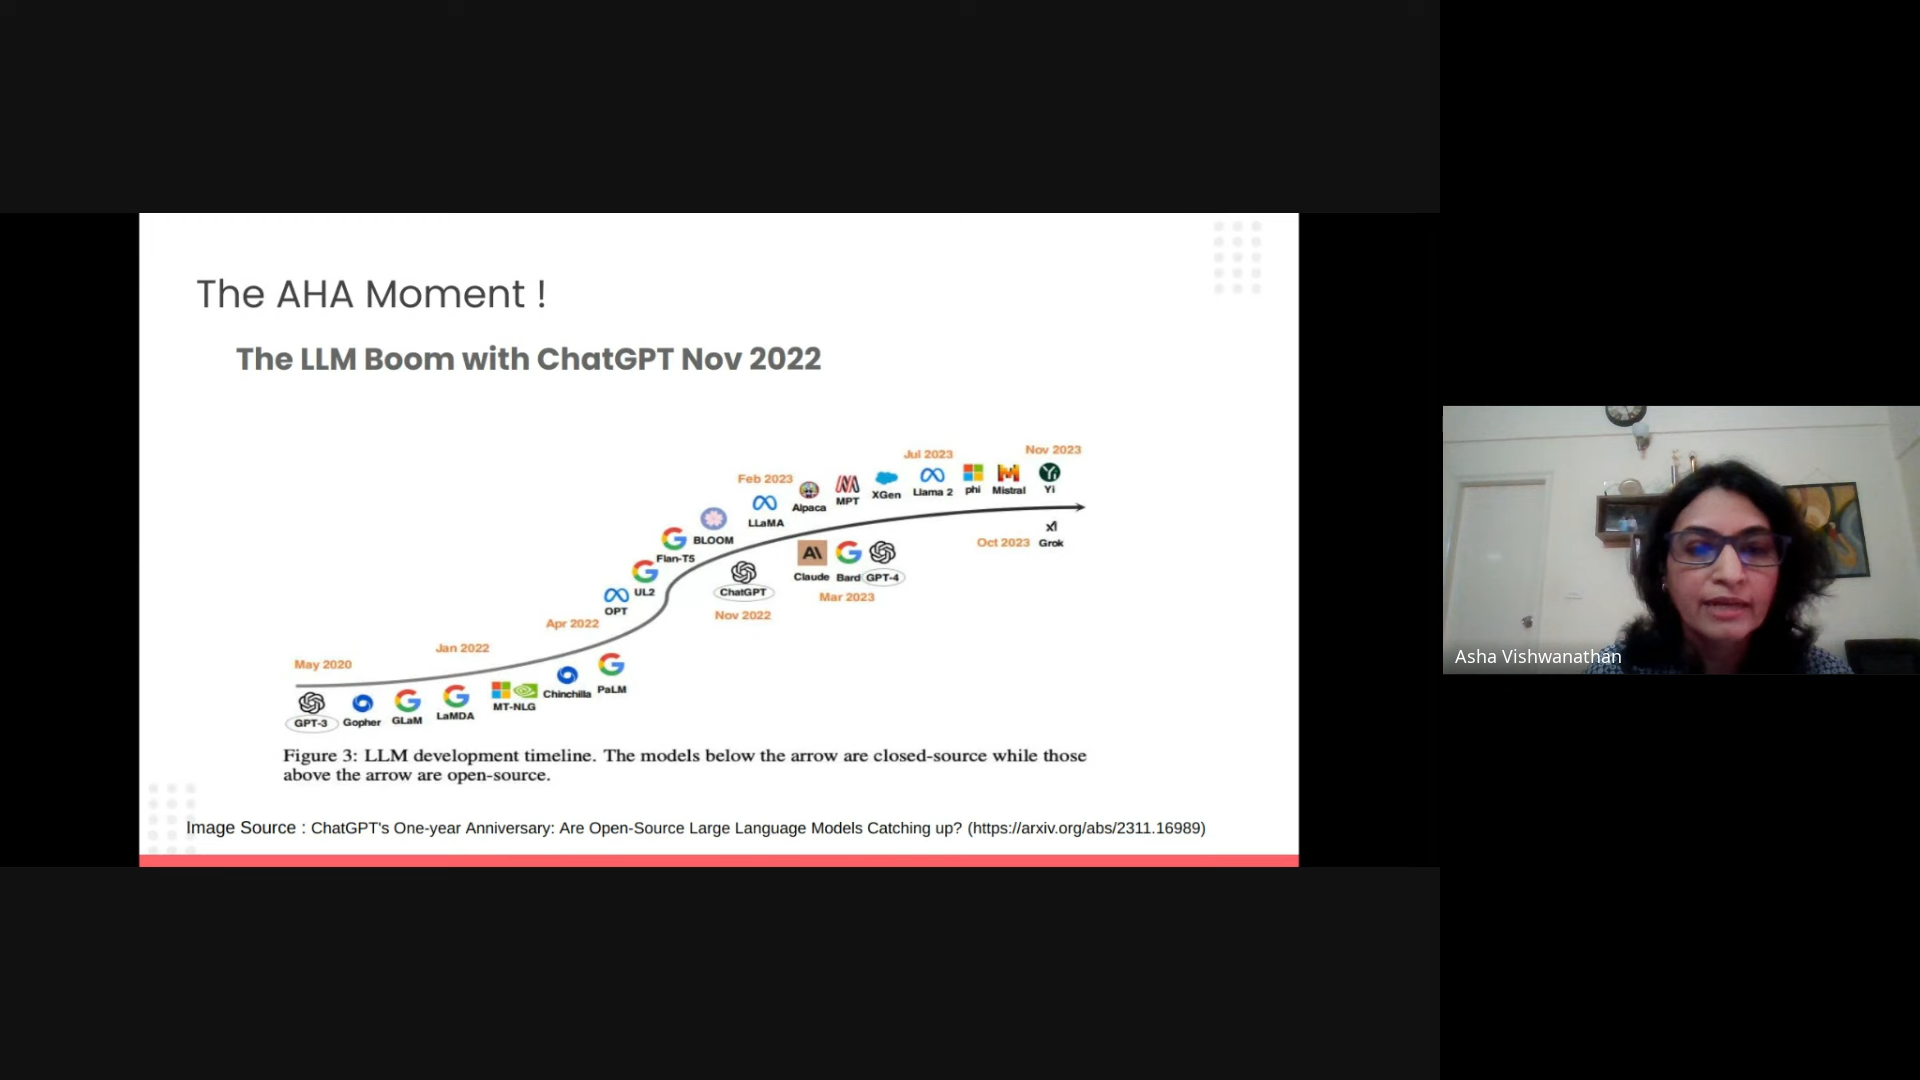 The AHA Moment !
The LLM Boom with ChatGPT Nov 2022
Nov 2023
Jul 2023
Feb 2023
Yi
phi
Mistral
Llama 2
XGen
MPT
Alpaca
LLaMA
BLOOM
xI
Oct 2023
Grok
Flan-T5
Claude
Bard
GPT-4
UL2
ChatGPT
Mar 2023
OPT
Nov 2022
Apr 2022
Jan 2022
May 2020
PaLM
Chinchilla
MT-NLG
LaMDA
GLaM
Gopher
GPT-3
Figure 3: LLM development timeline. The models below the arrow are closed-source while those
above the arrow are open-source.
Image Source : ChatGPT's One-year Anniversary: Are Open-Source Large Language Models Catching up? (https://arxiv.org/abs/2311.16989)
Asha Vishwanathan